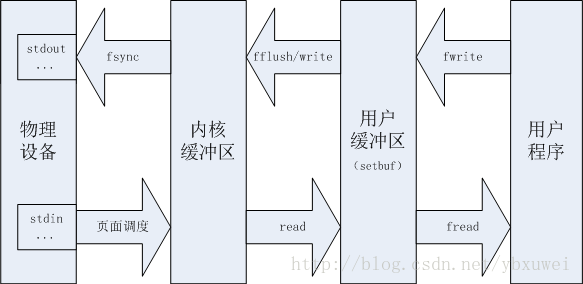 stdout
...
fsync
fflush/write
fwrite
物理
设备
内核
缓冲区
用户
缓冲区
(setbuf)
用户
程序
stdin
...
页面调度
read
fread
http://blog.csdn.net/ybxuwei